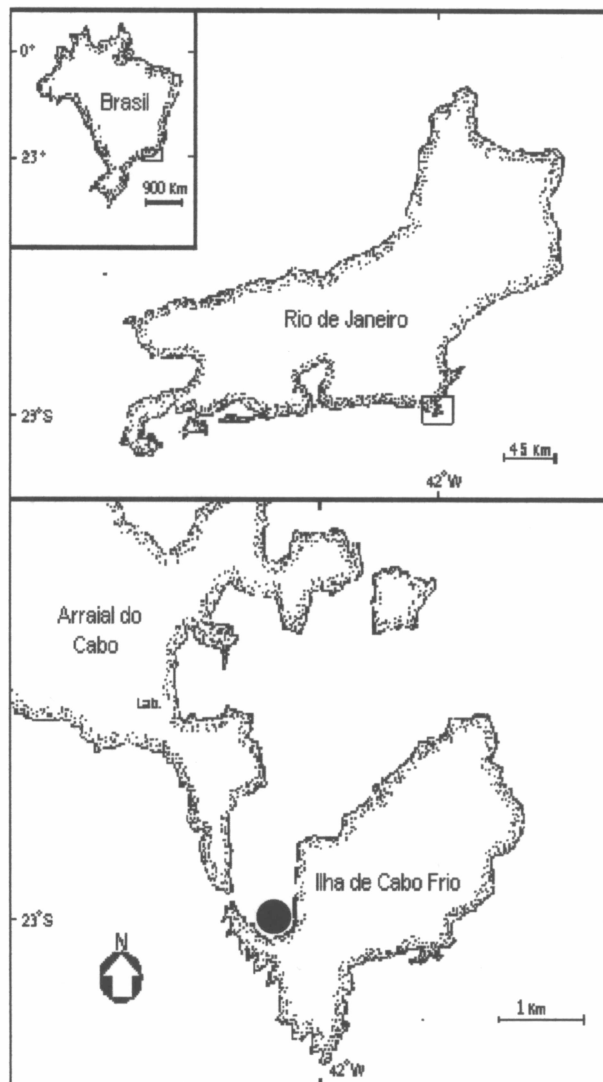 0°
Brasil
23°
900 Km
Rio de Janeiro
23°S
45 Km
42°W
Arraial do
Cabo
Lab.
Ilha de Cabo Frio
23°S
N
1 Km
42°W